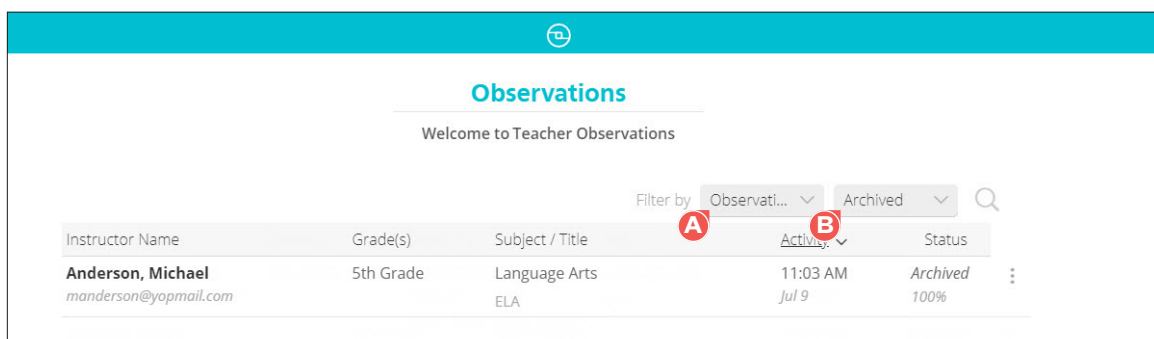 Observations
Welcome to Teacher Observations
Filter by Observati... Archived
A B
Instructor Name Grade(s) Subject / Title Activity Status
Anderson, Michael 5th Grade Language Arts 11:03 AM Archived
manderson@yopmail.com ELA Jul 9 100%